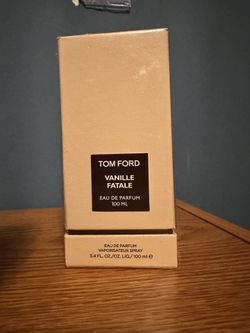 TOM FORD
VANILLE
FATALE
EAU DE PARFUM
100 ML
EAU DE PARFUM
VAPORISATEUR SPRAY
3.4 FL.OZ./OZ. LIQ./100 ml ℮